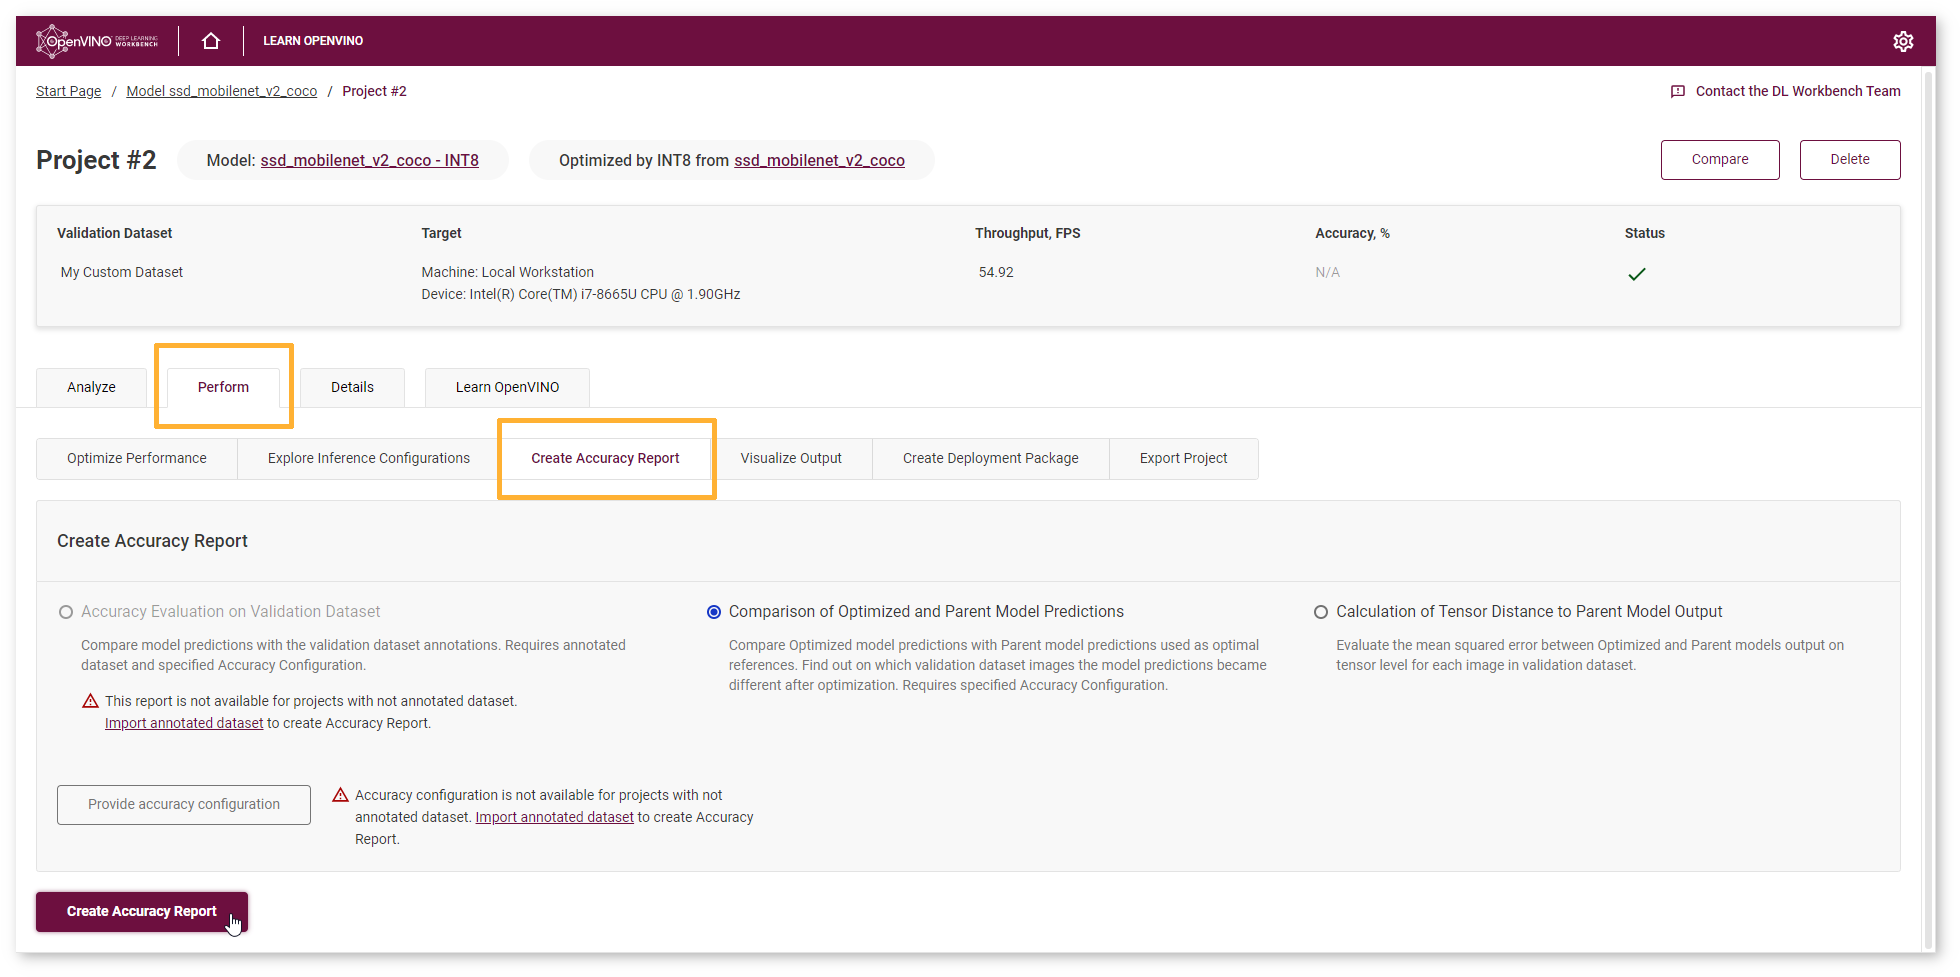 OpenVINO™ DEEP LEARNING WORKBENCH LEARN OPENVINO
Start Page / Model ssd_mobilenet_v2_coco / Project #2
Contact the DL Workbench Team
Project #2
Model: ssd_mobilenet_v2_coco - INT8
Optimized by INT8 from ssd_mobilenet_v2_coco
Compare
Delete
Validation Dataset Target Throughput, FPS Accuracy, % Status
My Custom Dataset Machine: Local Workstation 54.92 N/A
Device: Intel(R) Core(TM) i7-8665U CPU @ 1.90GHz
Analyze Perform Details Learn OpenVINO
Optimize Performance Explore Inference Configurations Create Accuracy Report Visualize Output Create Deployment Package Export Project
Create Accuracy Report
Accuracy Evaluation on Validation Dataset
Compare model predictions with the validation dataset annotations. Requires annotated
dataset and specified Accuracy Configuration.
This report is not available for projects with not annotated dataset.
Import annotated dataset to create Accuracy Report.
Comparison of Optimized and Parent Model Predictions
Compare Optimized model predictions with Parent model predictions used as optimal
references. Find out on which validation dataset images the model predictions became
different after optimization. Requires specified Accuracy Configuration.
Calculation of Tensor Distance to Parent Model Output
Evaluate the mean squared error between Optimized and Parent models output on
tensor level for each image in validation dataset.
Provide accuracy configuration
Accuracy configuration is not available for projects with not
annotated dataset. Import annotated dataset to create Accuracy
Report.
Create Accuracy Report